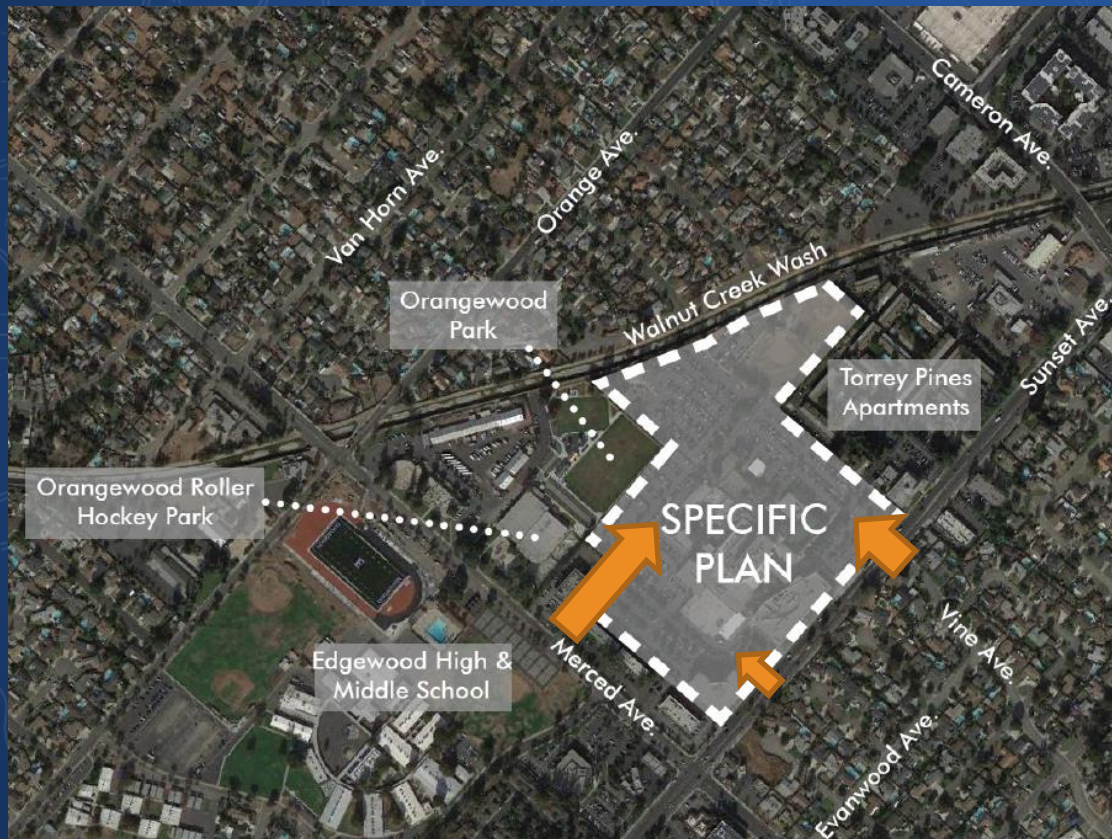 Cameron Ave.
Orange Ave.
Van Horn Ave.
Walnut Creek Wash
Orangewood
Park
Sunset Ave.
Torrey Pines
Apartments
Orangewood Roller
Hockey Park
SPECIFIC
PLAN
Vine Ave.
Merced Ave.
Edgewood High &
Middle School
Evanwood Ave.